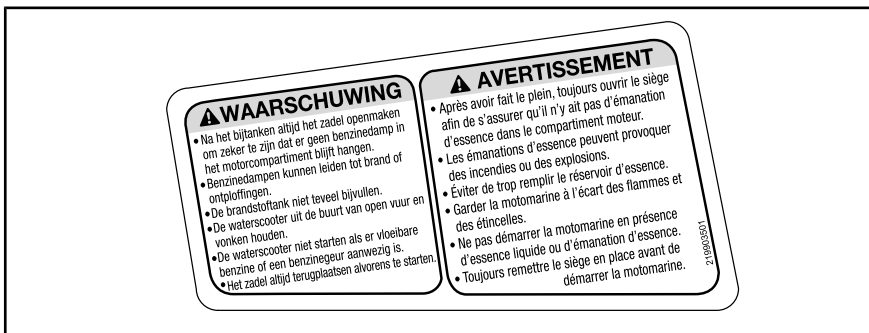 ⚠WAARSCHUWING
• Na het bijtanken altijd het zadel openmaken
om zeker te zijn dat er geen benzinedamp in
het motorcompartiment blijft hangen.
• Benzinedampen kunnen leiden tot brand of
ontploffingen.
• De brandstoftank niet teveel bijvullen.
• De waterscooter uit de buurt van open vuur en
vonken houden.
• De waterscooter niet starten als er vloeibare
benzine of een benzinegeur aanwezig is.
• Het zadel altijd terugplaatsen alvorens te starten.
⚠ AVERTISSEMENT
• Après avoir fait le plein, toujours ouvrir le siège
afin de s'assurer qu'il n'y ait pas d'émanation
d'essence dans le compartiment moteur.
• Les émanations d'essence peuvent provoquer
des incendies ou des explosions.
• Éviter de trop remplir le réservoir d'essence.
• Garder la motomarine à l'écart des flammes et
des étincelles.
• Ne pas démarrer la motomarine en présence
d'essence liquide ou d'émanation d'essence.
• Toujours remettre le siège en place avant de
démarrer la motomarine.
219903501